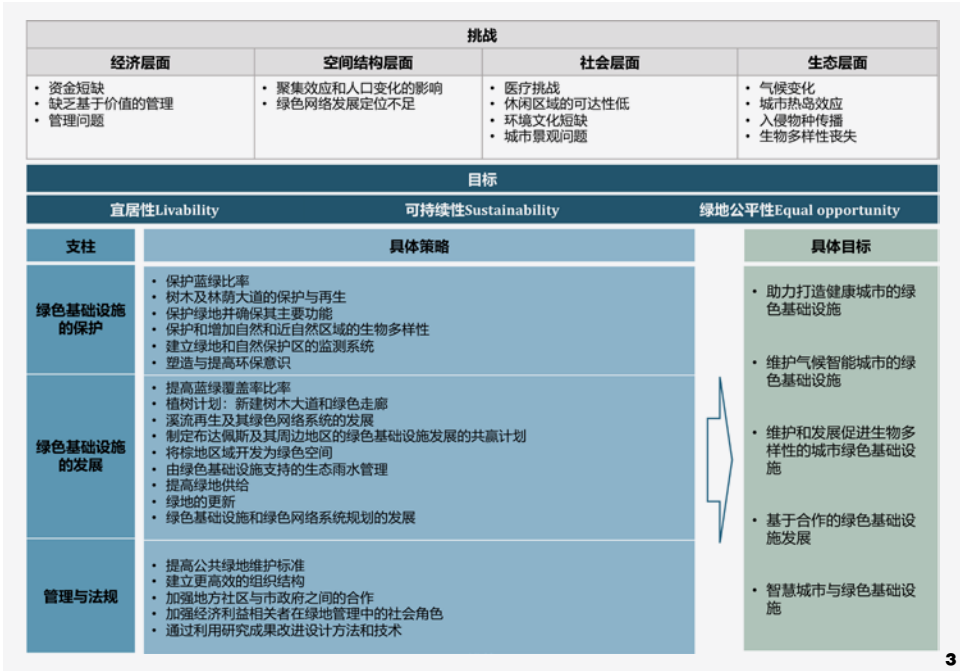 挑战
经济层面
空间结构层面
社会层面
生态层面
• 资金短缺
• 缺乏基于价值的管理
• 管理问题
• 聚集效应和人口变化的影响
• 绿色网络发展定位不足
• 医疗挑战
• 休闲区域的可达性低
• 环境文化短缺
• 城市景观问题
• 气候变化
• 城市热岛效应
• 入侵物种传播
• 生物多样性丧失
目标
宜居性Livability
可持续性Sustainability
绿地公平性Equal opportunity
支柱
具体策略
具体目标
绿色基础设施
的保护
• 保护蓝绿比率
• 树木及林荫大道的保护与再生
• 保护绿地并确保其主要功能
• 保护和增加自然和近自然区域的生物多样性
• 建立绿地和自然保护区的监测系统
• 塑造与提高环保意识
绿色基础设施
的发展
• 提高蓝绿覆盖率比率
• 植树计划：新建树木大道和绿色走廊
• 溪流再生及其绿色网络系统的发展
• 制定布达佩斯及其周边地区的绿色基础设施发展的共赢计划
• 将棕地区域开发为绿色空间
• 由绿色基础设施支持的生态雨水管理
• 提高绿地供给
• 绿地的更新
• 绿色基础设施和绿色网络系统规划的发展
管理与法规
• 提高公共绿地维护标准
• 建立更高效的组织结构
• 加强地方社区与市政府之间的合作
• 加强经济利益相关者在绿地管理中的社会角色
• 通过利用研究成果改进设计方法和技术
• 助力打造健康城市的绿
色基础设施
• 维护气候智能城市的绿
色基础设施
• 维护和发展促进生物多
样性的城市绿色基础设
施
• 基于合作的绿色基础设
施发展
• 智慧城市与绿色基础设
施
3